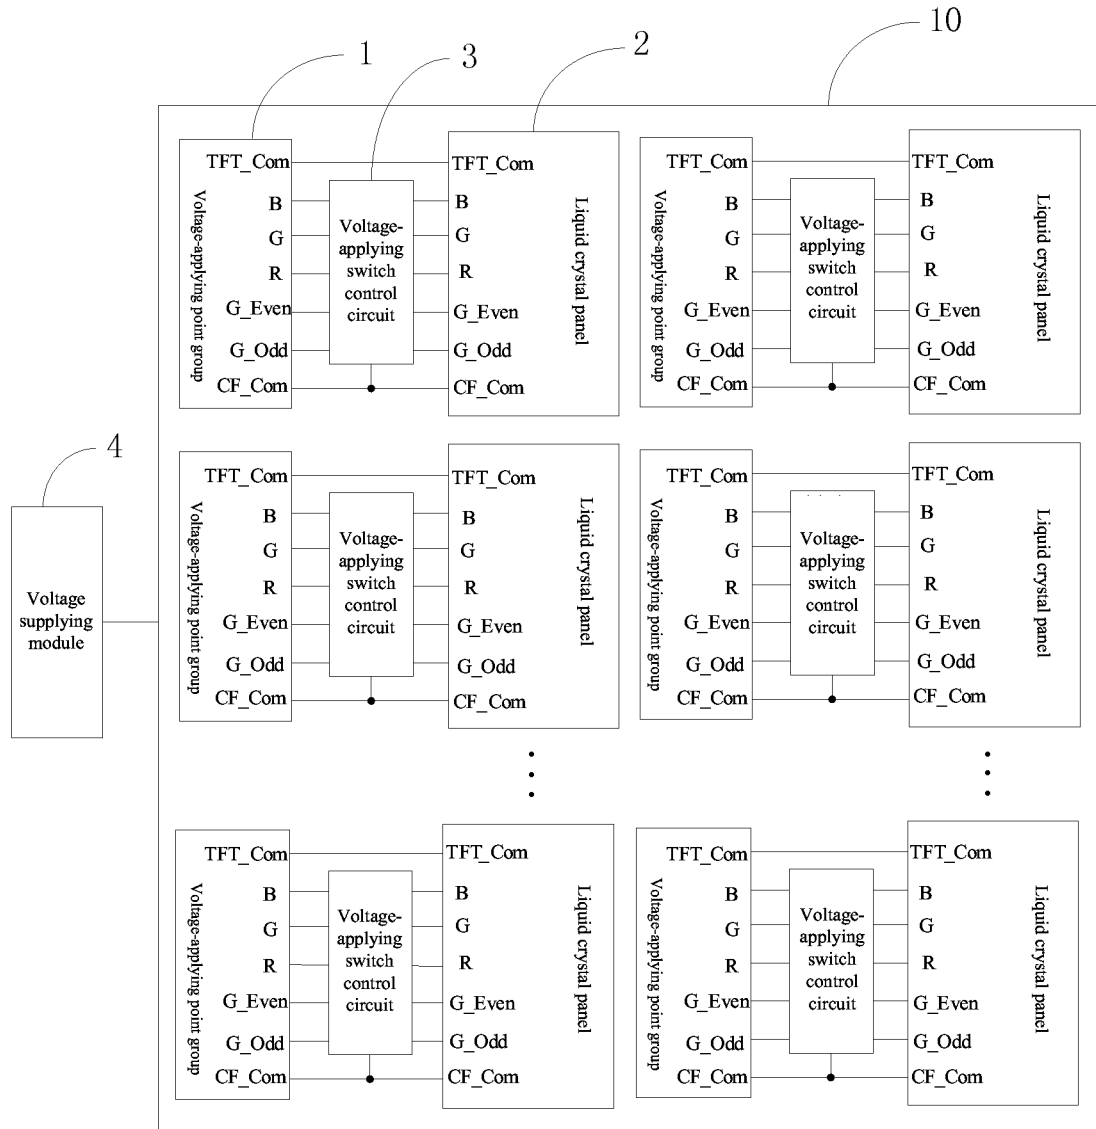 10
1
3
2
TFT_Com
B
G
R
G_Even
G_Odd
CF_Com
Voltage-applying point group
Voltage-
applying
switch
control
circuit
TFT_Com
B
G
R
G_Even
G_Odd
CF_Com
Liquid crystal panel
TFT_Com
B
G
R
G_Even
G_Odd
CF_Com
Voltage-applying point group
Voltage-
applying
switch
control
circuit
TFT_Com
B
G
R
G_Even
G_Odd
CF_Com
Liquid crystal panel
4
Voltage
supplying
module
TFT_Com
B
G
R
G_Even
G_Odd
CF_Com
Voltage-applying point group
Voltage-
applying
switch
control
circuit
TFT_Com
B
G
R
G_Even
G_Odd
CF_Com
Liquid crystal panel
TFT_Com
B
G
R
G_Even
G_Odd
CF_Com
Voltage-applying point group
Voltage-
applying
switch
control
circuit
TFT_Com
B
G
R
G_Even
G_Odd
CF_Com
Liquid crystal panel
TFT_Com
B
G
R
G_Even
G_Odd
CF_Com
Voltage-applying point group
Voltage-
applying
switch
control
circuit
TFT_Com
B
G
R
G_Even
G_Odd
CF_Com
Liquid crystal panel
TFT_Com
B
G
R
G_Even
G_Odd
CF_Com
Voltage-applying point group
Voltage-
applying
switch
control
circuit
TFT_Com
B
G
R
G_Even
G_Odd
CF_Com
Liquid crystal panel